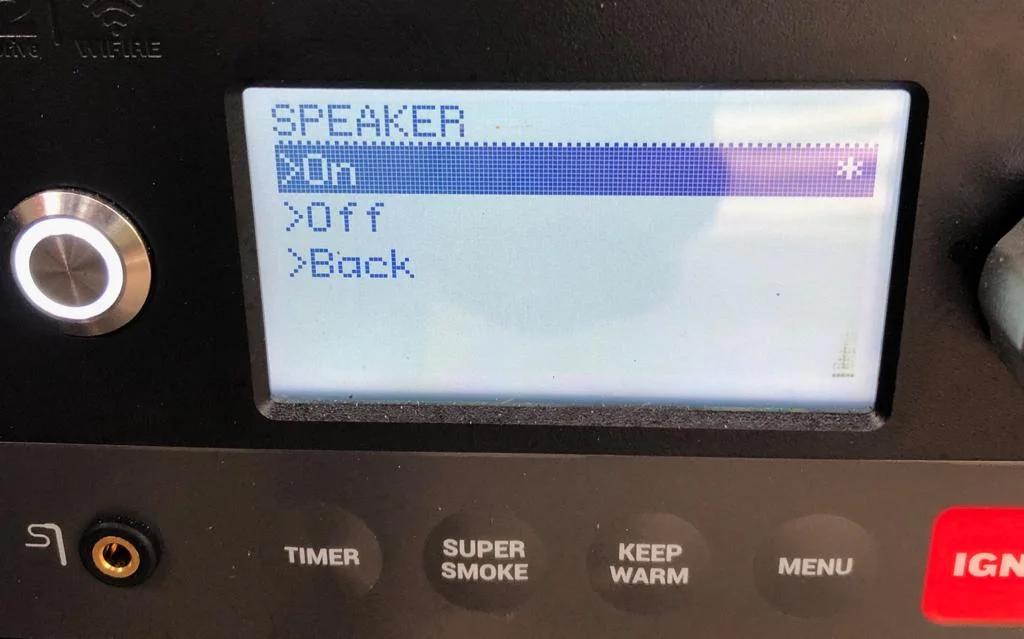 WiFIRE
SPEAKER
>On *
>Off
>Back
TIMER
SUPER
SMOKE
KEEP
WARM
MENU
IGN